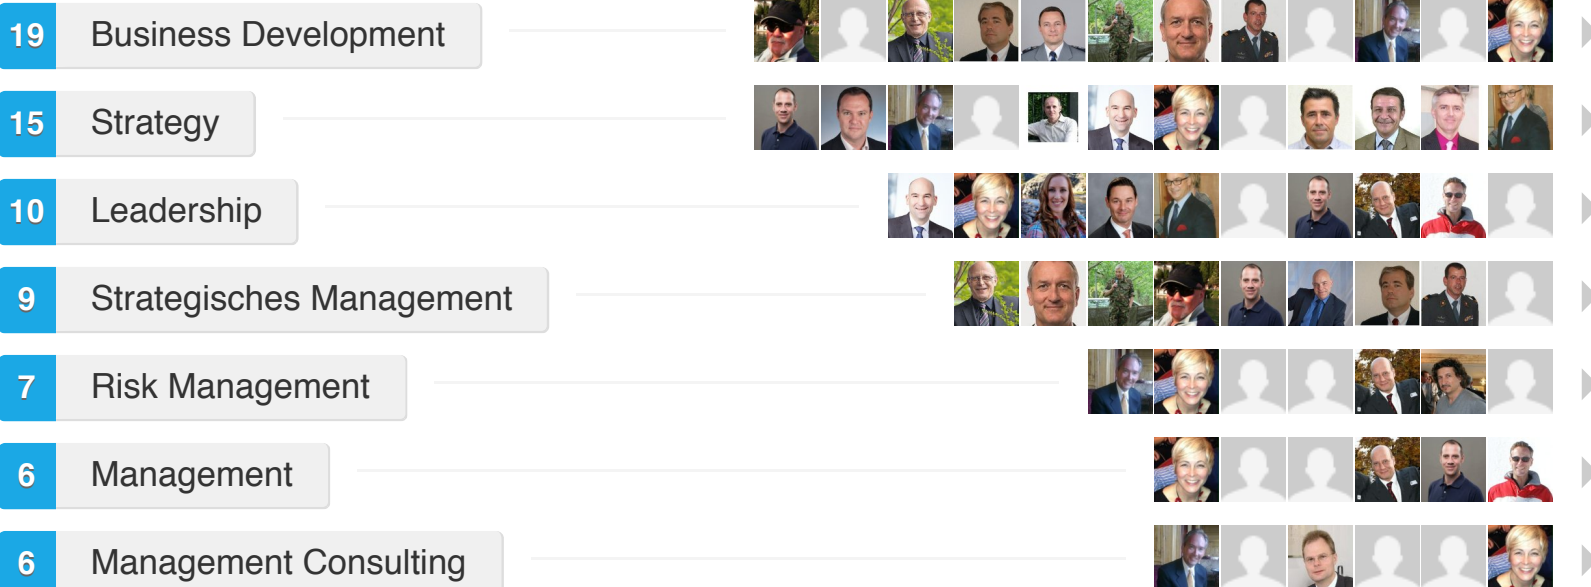 19 Business Development
15 Strategy
10 Leadership
9 Strategisches Management
7 Risk Management
6 Management
6 Management Consulting